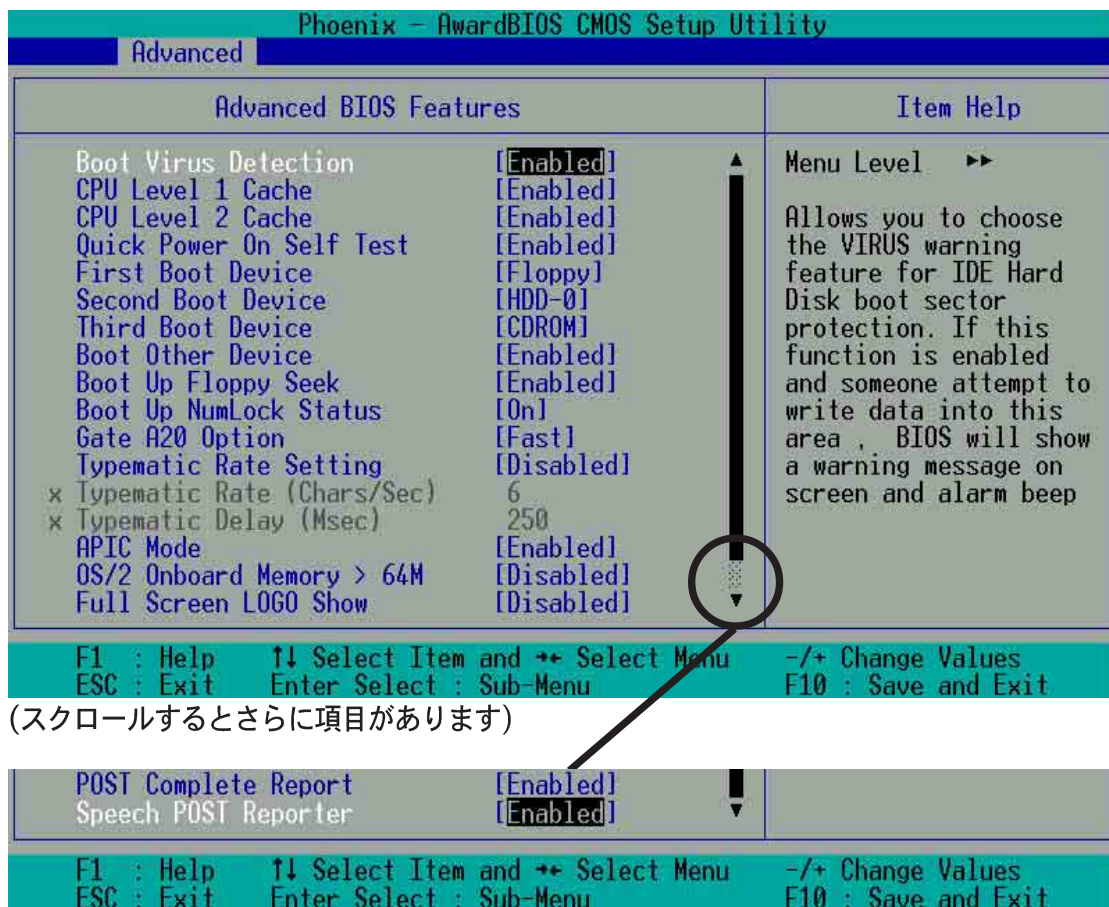 Phoenix - AwardBIOS CMOS Setup Utility
Advanced
Advanced BIOS Features
Item Help
Boot Virus Detection [Enabled]
CPU Level 1 Cache [Enabled]
CPU Level 2 Cache [Enabled]
Quick Power On Self Test [Enabled]
First Boot Device [Floppy]
Second Boot Device [HDD-0]
Third Boot Device [CDROM]
Boot Other Device [Enabled]
Boot Up Floppy Seek [Enabled]
Boot Up NumLock Status [On]
Gate A20 Option [Fast]
Typematic Rate Setting [Disabled]
x Typematic Rate (Chars/Sec) 6
x Typematic Delay (Msec) 250
APIC Mode [Enabled]
OS/2 Onboard Memory > 64M [Disabled]
Full Screen LOGO Show [Disabled]
Menu Level ►►
Allows you to choose
the VIRUS warning
feature for IDE Hard
Disk boot sector
protection. If this
function is enabled
and someone attempt to
write data into this
area , BIOS will show
a warning message on
screen and alarm beep
F1 : Help ↑↓ Select Item and →← Select Menu -/+ Change Values
ESC : Exit Enter Select : Sub-Menu F10 : Save and Exit
(スクロールするとさらに項目があります)
POST Complete Report [Enabled]
Speech POST Reporter [Enabled]
F1 : Help ↑↓ Select Item and →← Select Menu -/+ Change Values
ESC : Exit Enter Select : Sub-Menu F10 : Save and Exit